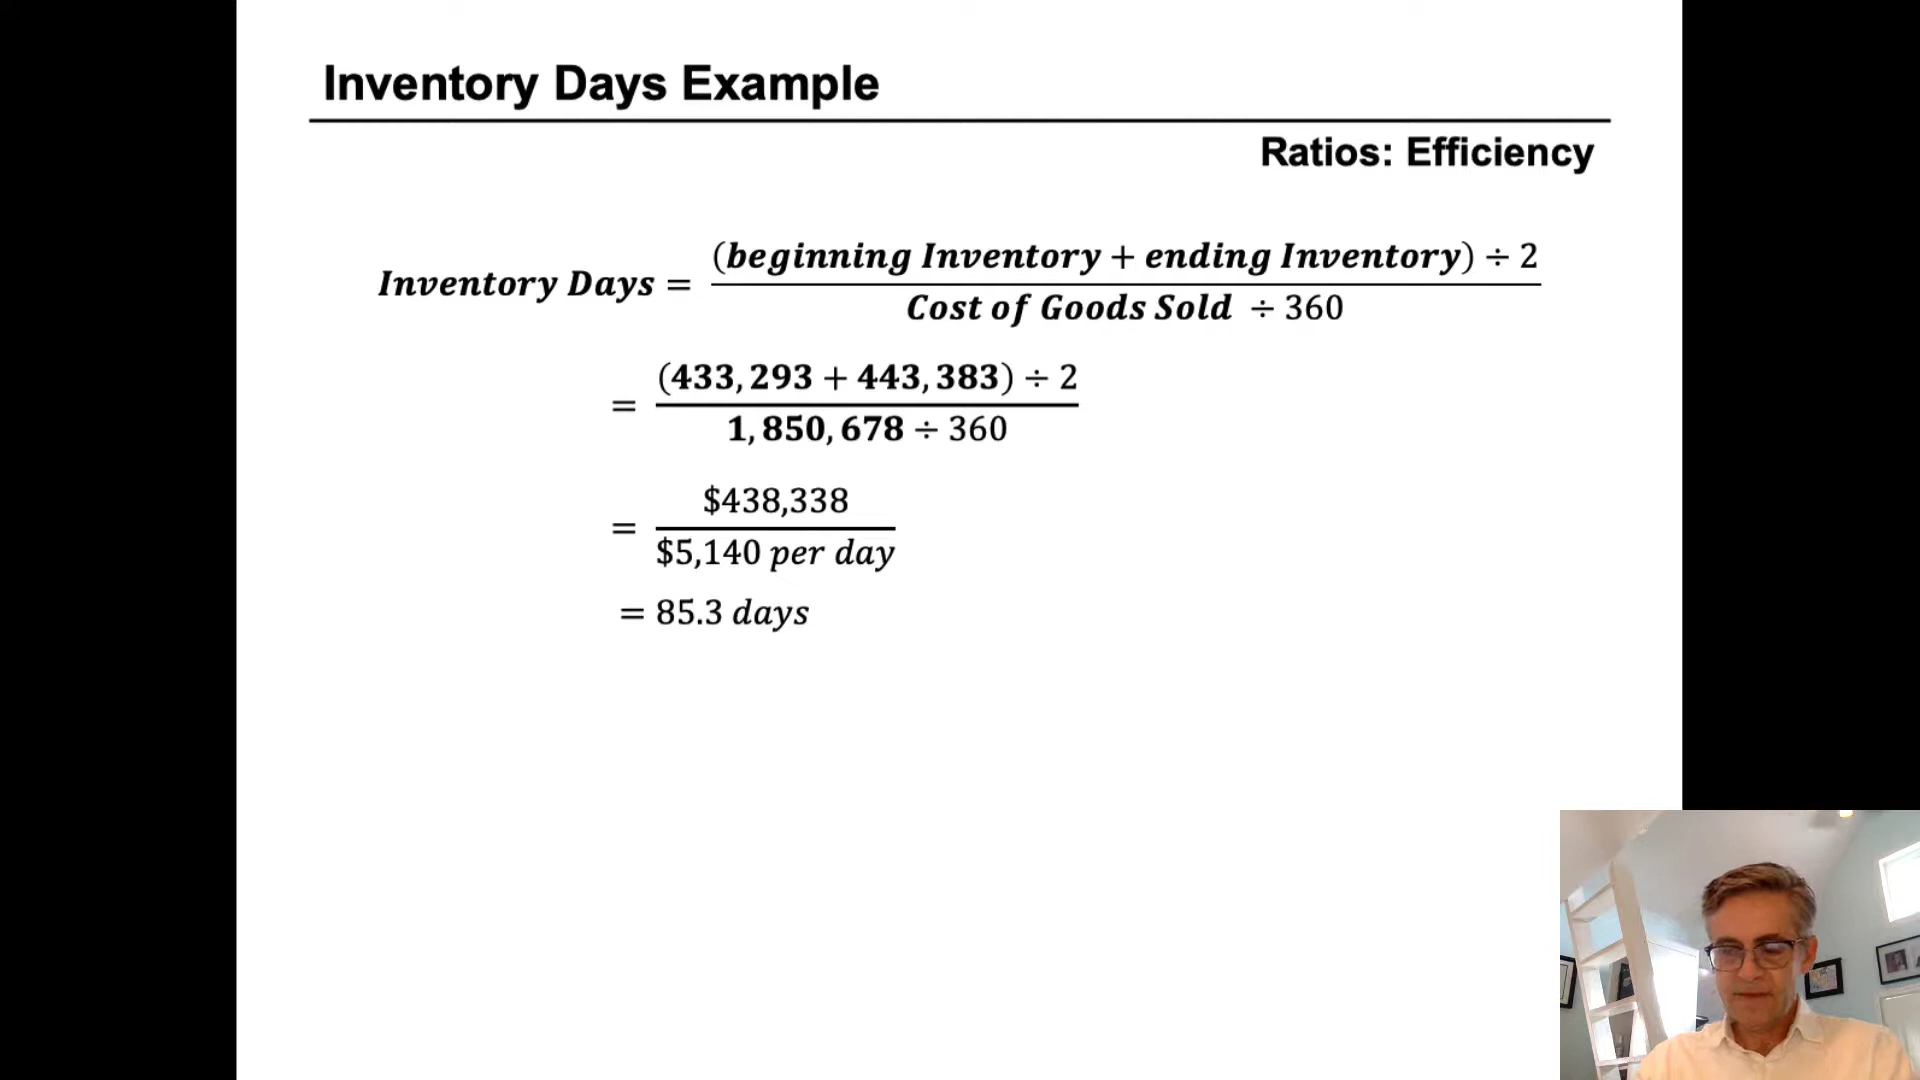 Inventory Days Example
Ratios: Efficiency
Inventory Days = (beginning Inventory + ending Inventory) ÷ 2
Cost of Goods Sold ÷ 360
= (433,293 + 443,383) ÷ 2
1,850,678 ÷ 360
= $438,338
$5,140 per day
= 85.3 days